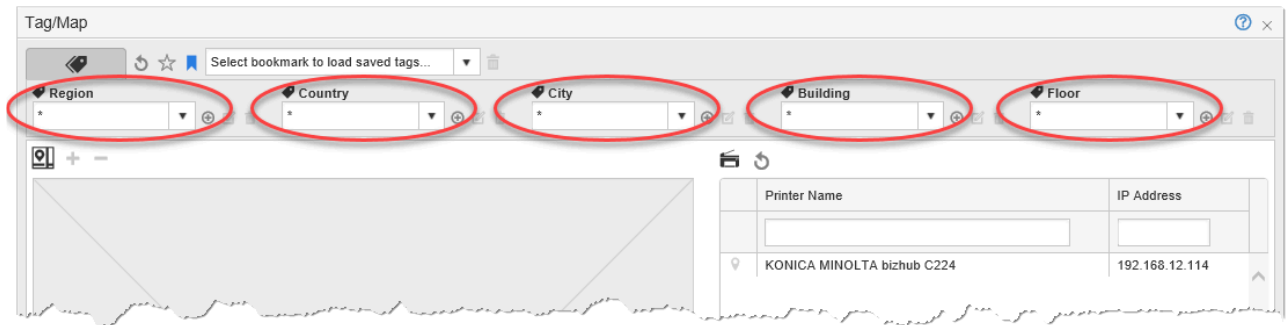 Tag/Map
Select bookmark to load saved tags...
Region Country City Building Floor
* * * * *
Printer Name IP Address
KONICA MINOLTA bizhub C224 192.168.12.114